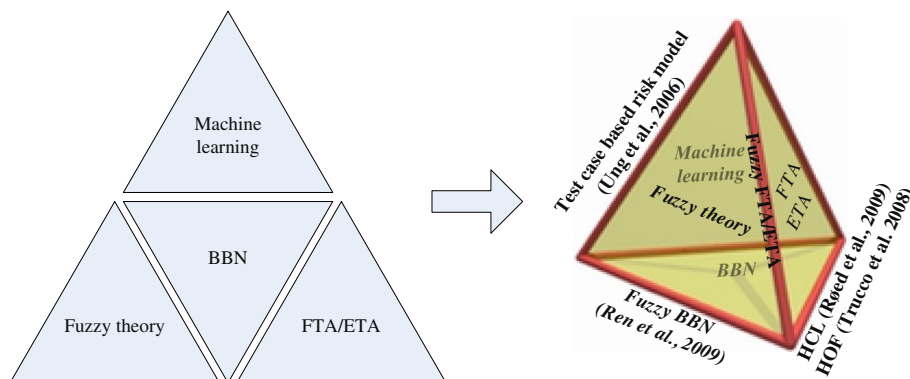 Machine
learning
BBN
Fuzzy theory
FTA/ETA
Test case based risk model
(Ung et al., 2006)
Machine
learning
Fuzzy theory
Fuzzy FTA/ETA
FTA
ETA
BBN
Fuzzy BBN
(Ren et al., 2009)
HCL (Røed et al., 2009)
HOF (Trucco et al. 2008)